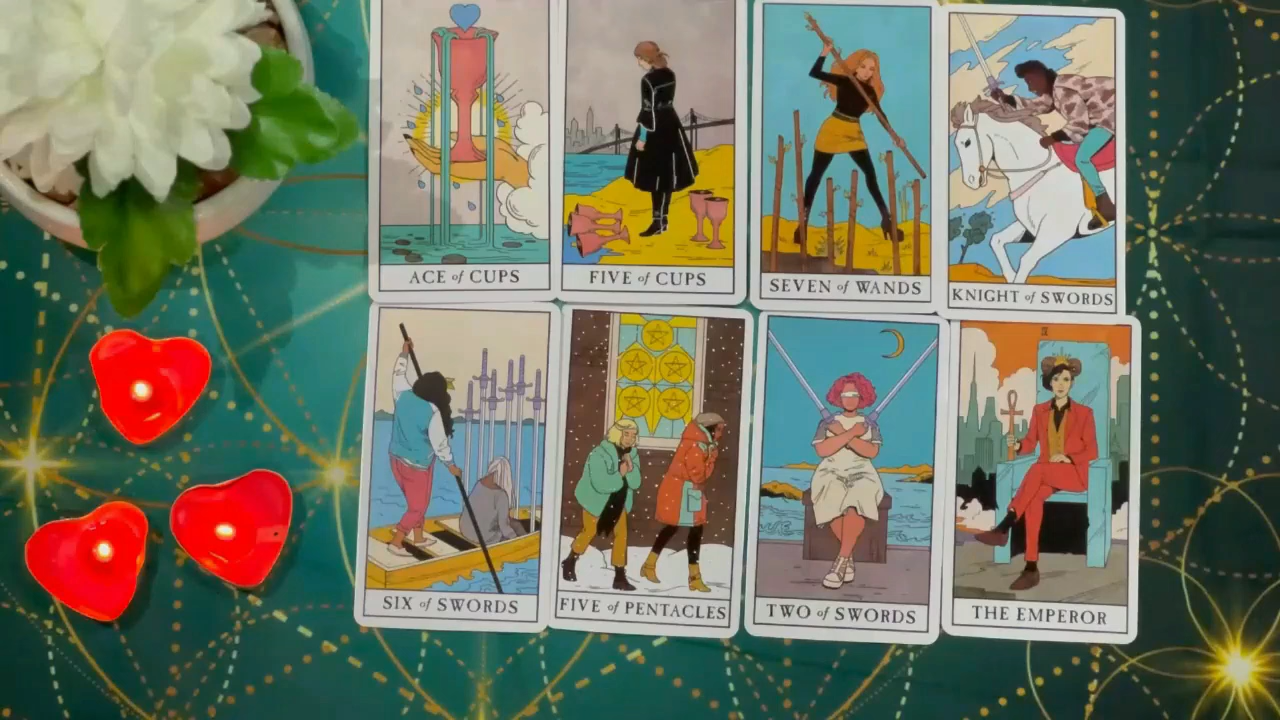 ACE of CUPS
FIVE of CUPS
SEVEN of WANDS
KNIGHT of SWORDS
SIX of SWORDS
FIVE of PENTACLES
TWO of SWORDS
THE EMPEROR